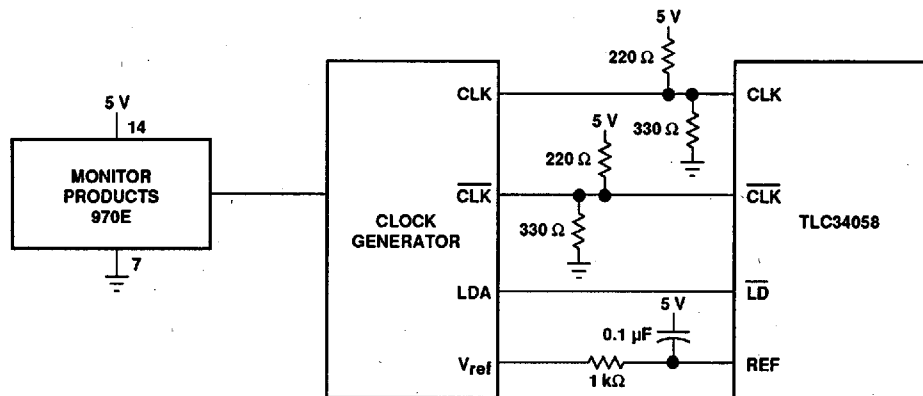 5 V
220 Ω
CLK
CLK
5 V
14
330 Ω
5 V
220 Ω
MONITOR
PRODUCTS
970E
CLK
CLK
CLOCK
GENERATOR
TLC34058
330 Ω
7
LDA
LD
5 V
0.1 μF
Vref
1 kΩ
REF